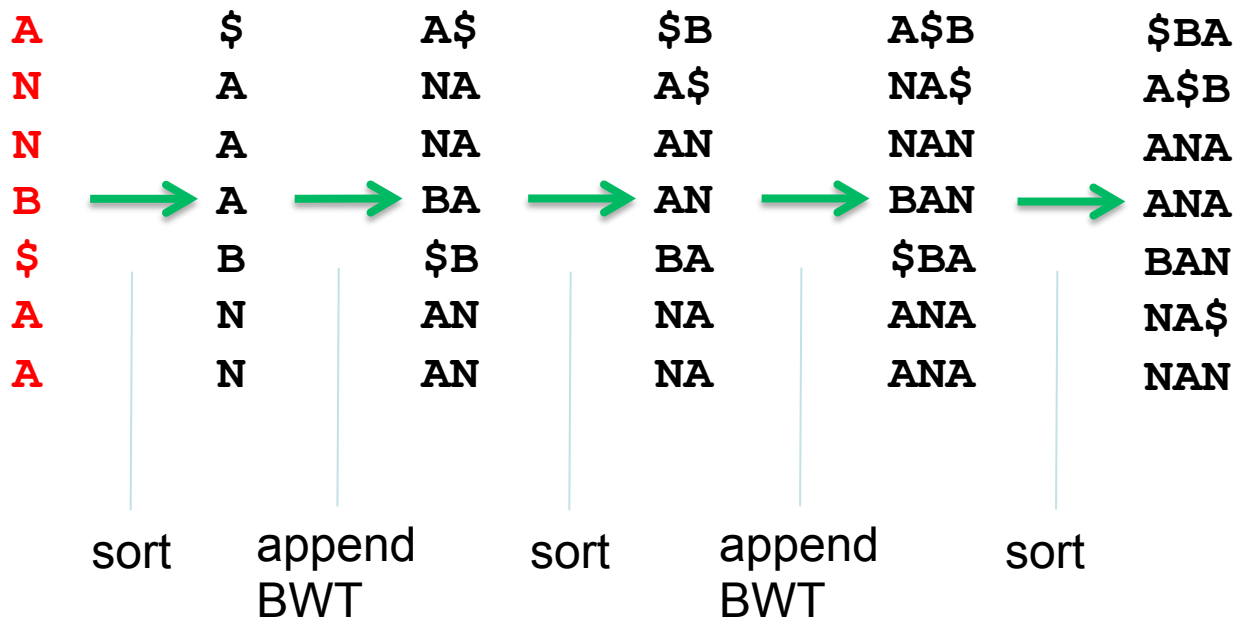 A $ A$ $B A$B $BA
N A NA A$ NA$ A$B
N A NA AN NAN ANA
B A BA AN BAN ANA
$ B $B BA $BA BAN
A N AN NA ANA NA$
A N AN NA ANA NAN
sort append sort append sort
BWT BWT